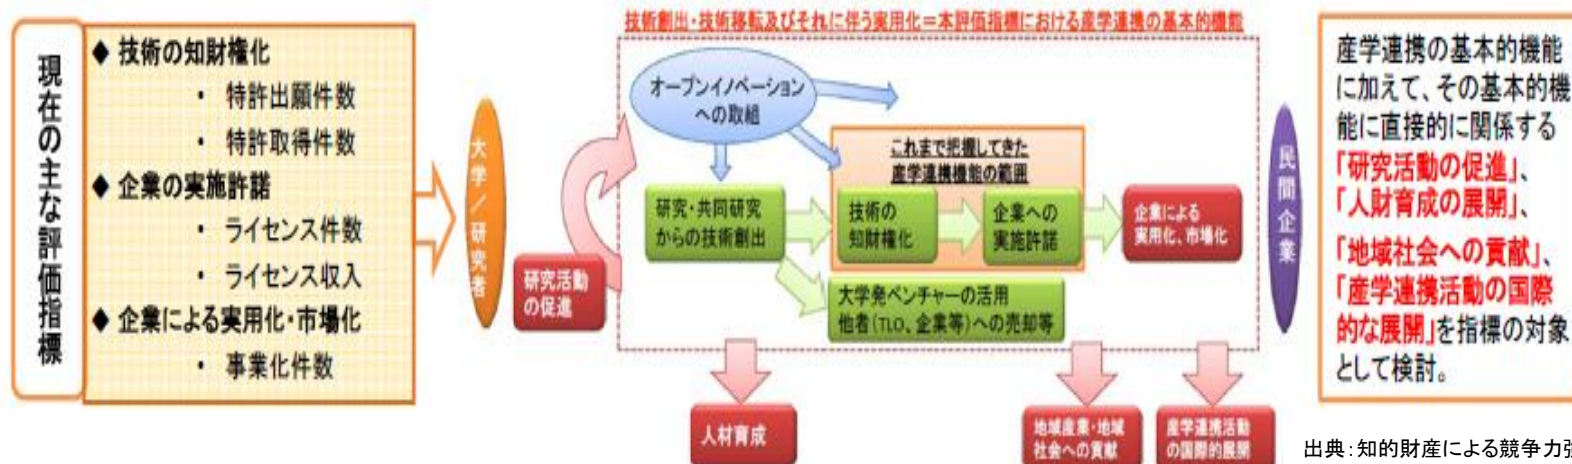 現在の主な評価指標
◆ 技術の知財権化
・ 特許出願件数
・ 特許取得件数
◆ 企業の実施許諾
・ ライセンス件数
・ ライセンス収入
◆ 企業による実用化・市場化
・ 事業化件数
大学/研究者
技術創出・技術移転及びそれに伴う実用化=本評価指標における産学連携の基本的機能
オープンイノベーション
への取組
これまで把握してきた
産学連携機能の範囲
研究・共同研究
からの技術創出
技術の
知財権化
企業への
実施許諾
企業による
実用化、市場化
研究活動
の促進
大学発ベンチャーの活用
他者(TLO、企業等)への売却等
人材育成
地域産業・地域
社会への貢献
産学連携活動
の国際的展開
民間企業
産学連携の基本的機能
に加えて、その基本的機
能に直接的に関係する
「研究活動の促進」、
「人財育成の展開」、
「地域社会への貢献」、
「産学連携活動の国際
的な展開」を指標の対象
として検討。
出典:知的財産による競争力強